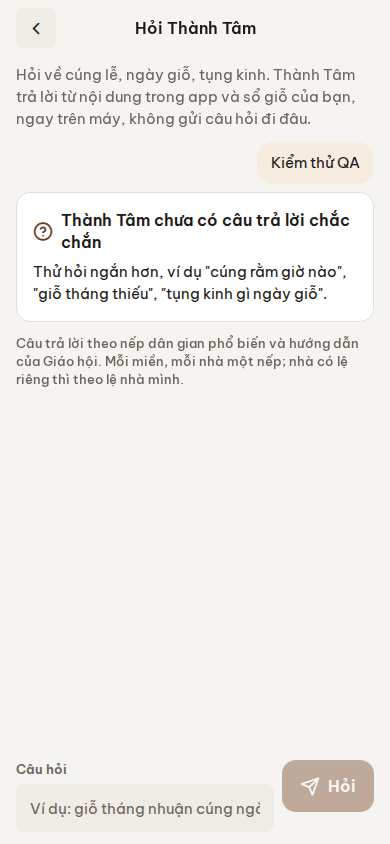 Hỏi Thành Tâm
Hỏi về cúng lễ, ngày giỗ, tụng kinh. Thành Tâm
trả lời từ nội dung trong app và sổ giỗ của bạn,
ngay trên máy, không gửi câu hỏi đi đâu.
Kiểm thử QA
Thành Tâm chưa có câu trả lời chắc
chắn
Thử hỏi ngắn hơn, ví dụ "cúng rằm giờ nào",
"giỗ tháng thiếu", "tụng kinh gì ngày giỗ".
Câu trả lời theo nếp dân gian phổ biến và hướng dẫn
của Giáo hội. Mỗi miền, mỗi nhà một nếp; nhà có lệ
riêng thì theo lệ nhà mình.
Câu hỏi
Ví dụ: giỗ tháng nhuận cúng ngà
Hỏi